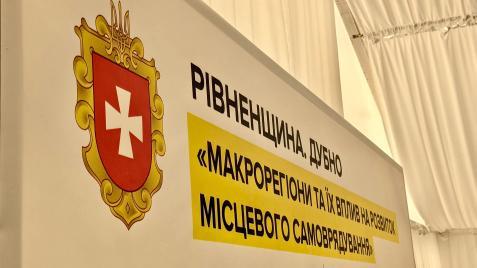 РІВНЕНЩИНА. ДУБНО
«МАКРОРЕГІОНИ ТА ЇХ ВПЛИВ НА РОЗВИТОК
МІСЦЕВОГО САМОВРЯДУВАННЯ»